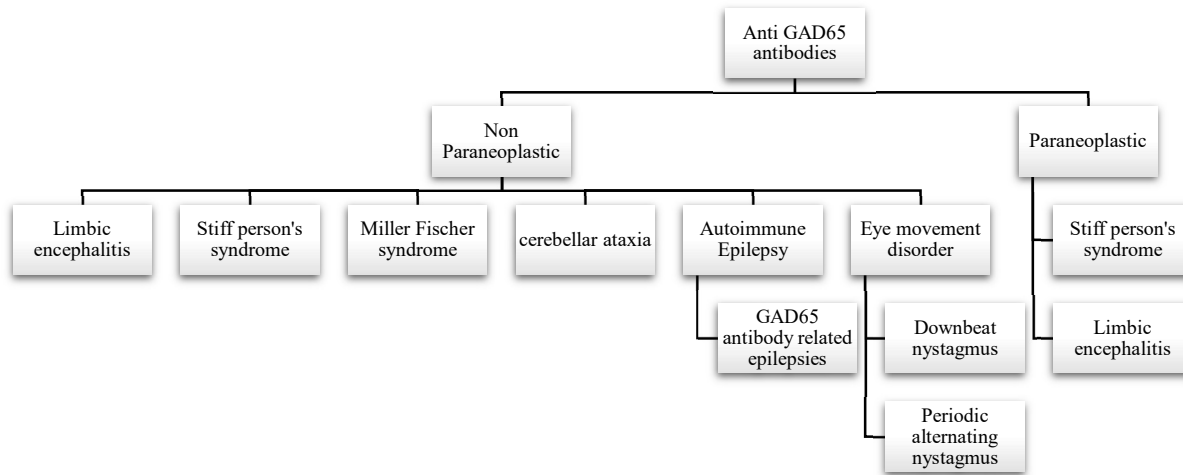 Anti GAD65
antibodies
Non
Paraneoplastic
Paraneoplastic
Limbic
encephalitis
Stiff person's
syndrome
Miller Fischer
syndrome
cerebellar ataxia
Autoimmune
Epilepsy
Eye movement
disorder
Stiff person's
syndrome
GAD65
antibody related
epilepsies
Downbeat
nystagmus
Limbic
encephalitis
Periodic
alternating
nystagmus